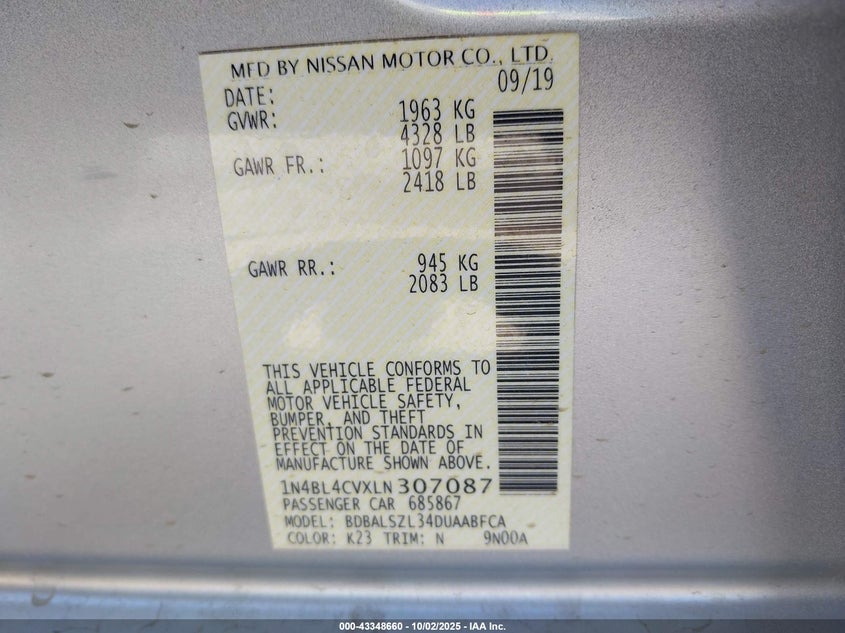 MFD BY NISSAN MOTOR CO., LTD.
DATE: 09/19
GVWR: 1963 KG
4328 LB
GAWR FR.: 1097 KG
2418 LB
GAWR RR.: 945 KG
2083 LB
THIS VEHICLE CONFORMS TO
ALL APPLICABLE FEDERAL
MOTOR VEHICLE SAFETY,
BUMPER, AND THEFT
PREVENTION STANDARDS IN
EFFECT ON THE DATE OF
MANUFACTURE SHOWN ABOVE.
1N4BL4CVXLN307087
PASSENGER CAR 685867
MODEL: BDBALSZL34DUAABFCA
COLOR: K23 TRIM: N 9N00A
000-43348660 - 10/02/2025 - IAA Inc.